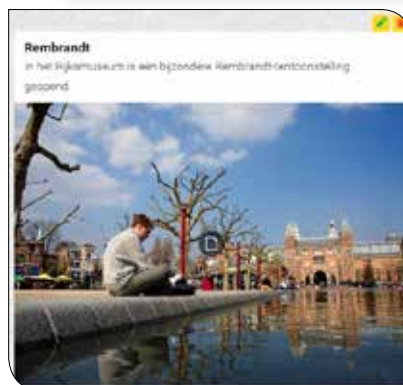 Rembrandt
In het Rijksmuseum is een bijzondere Rembrandt-tentoonstelling
geopend.